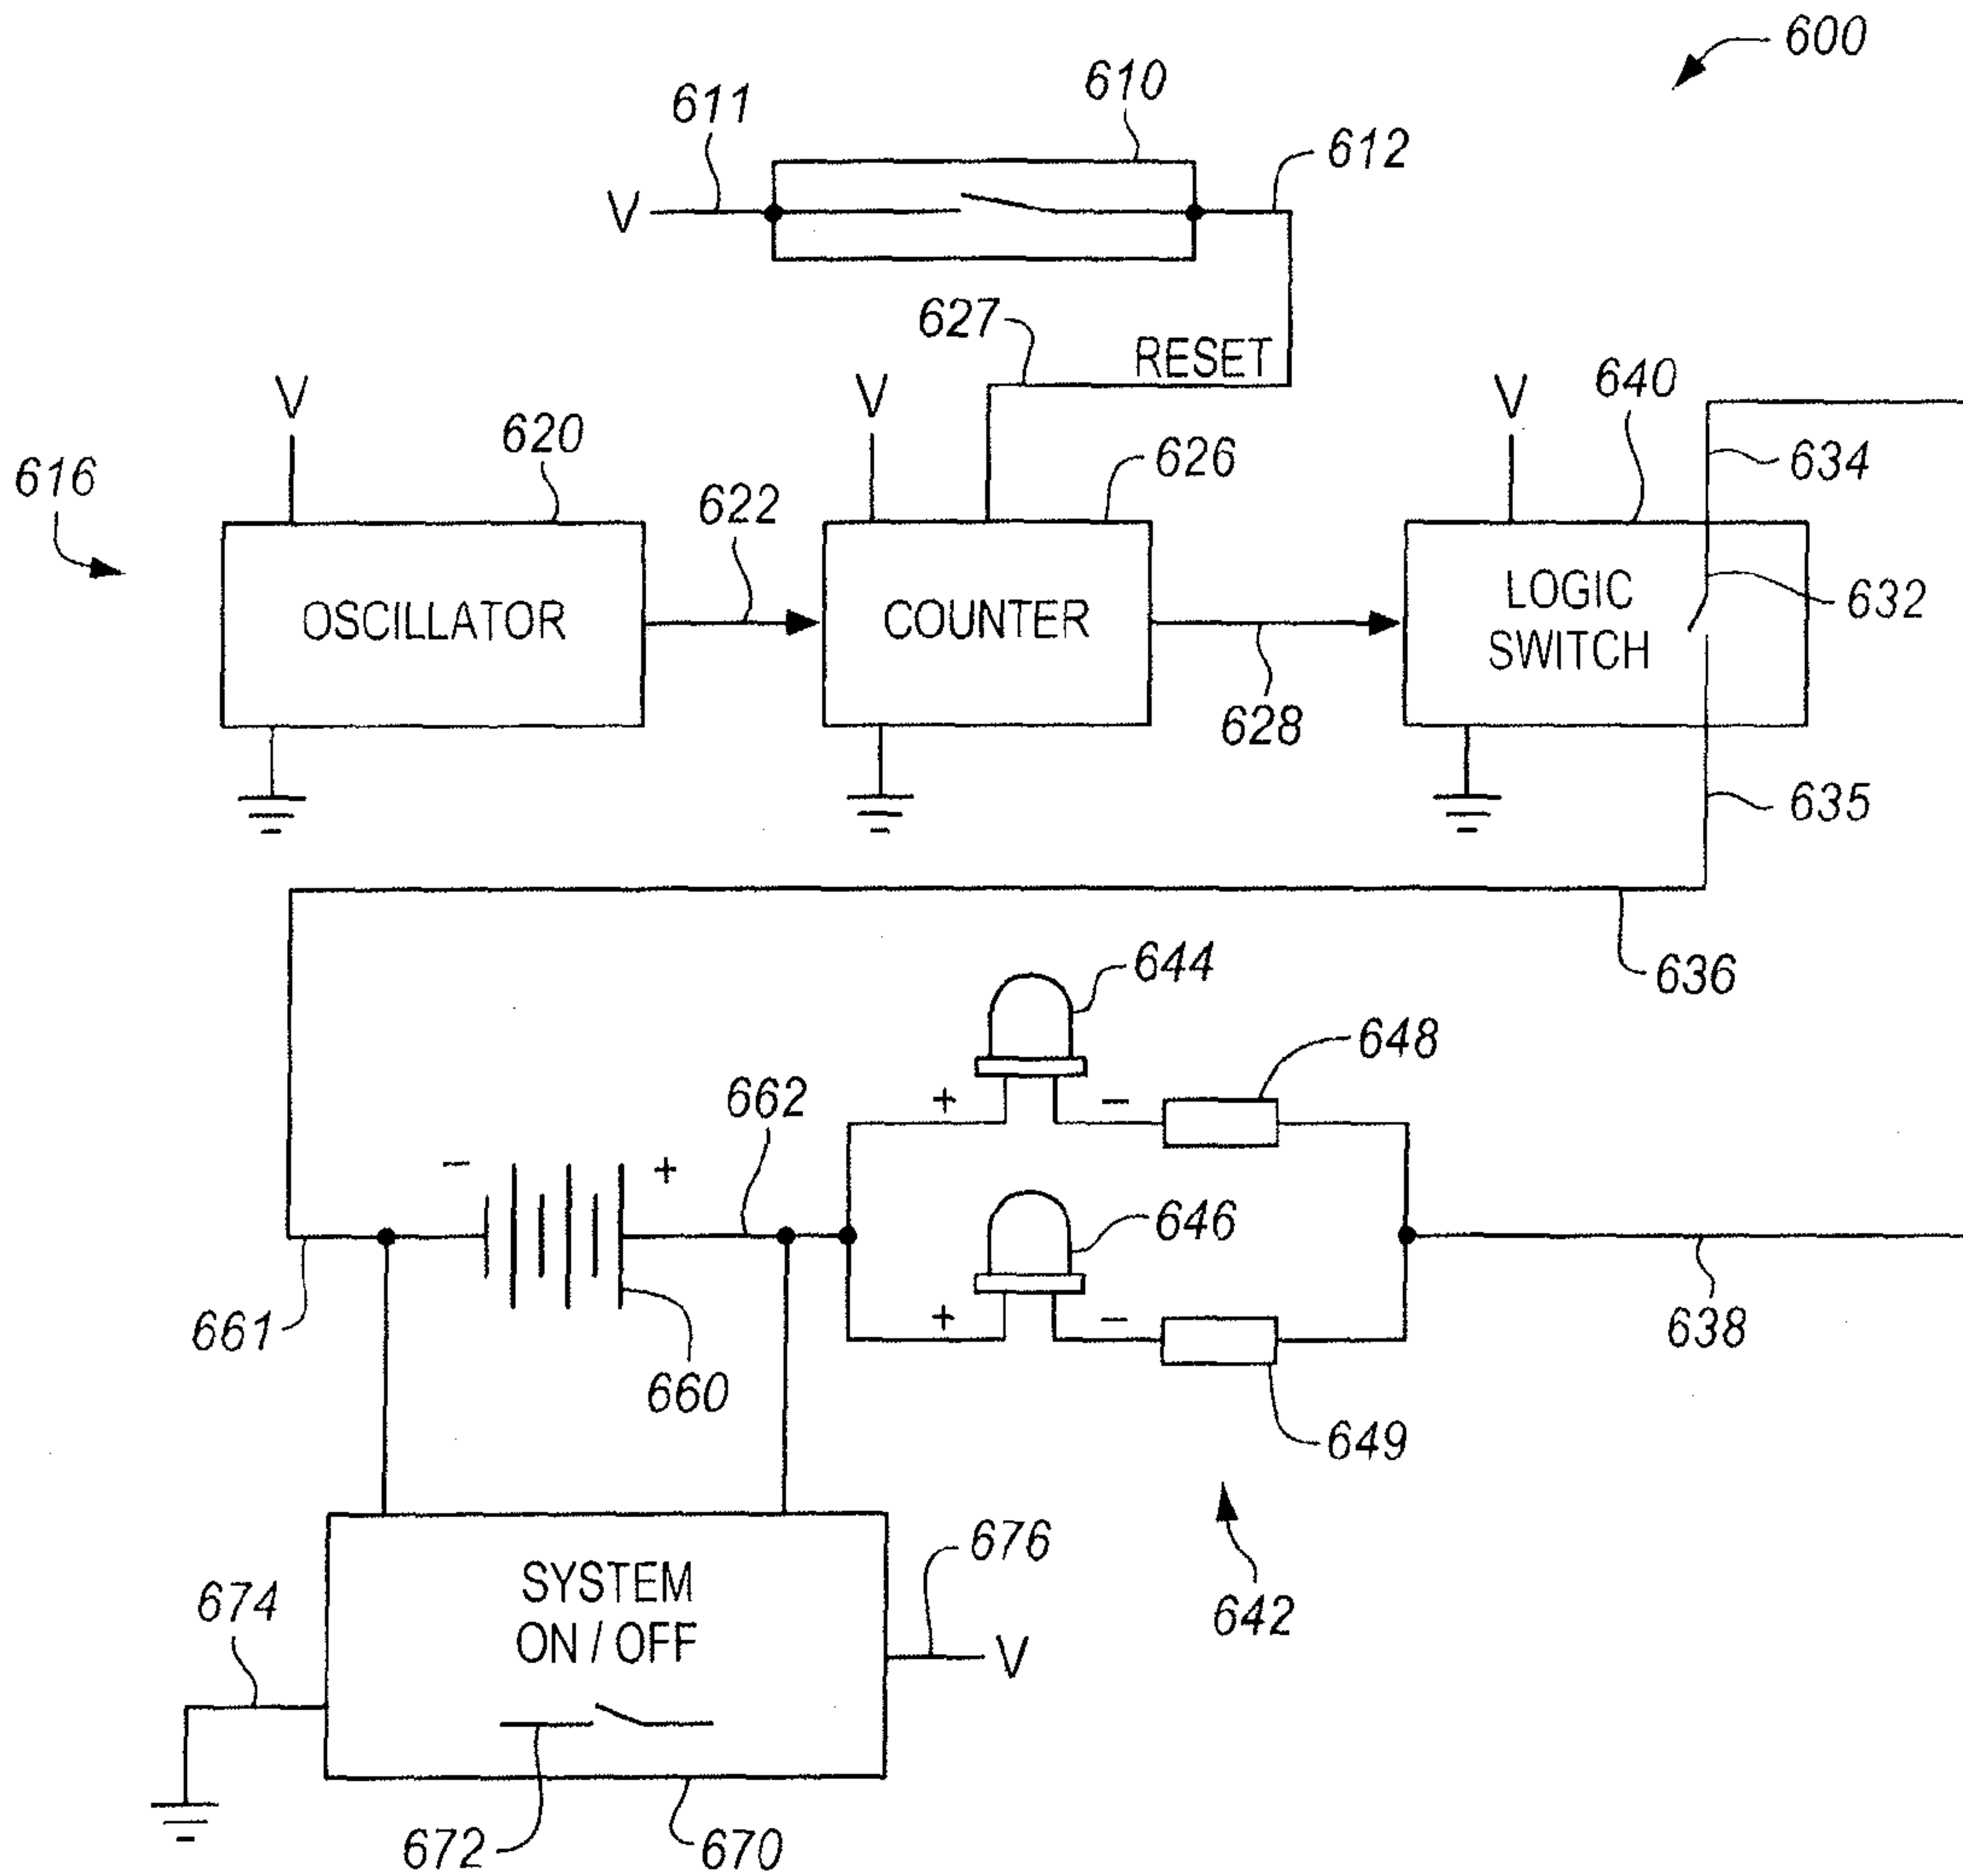 600
610
611
612
V
627
RESET
V
V
V
640
620
626
634
616
622
OSCILLATOR
COUNTER
LOGIC
SWITCH
632
628
635
636
644
648
662
+
−
−
+
646
661
+
−
638
660
649
SYSTEM
ON / OFF
676
674
V
642
672
670